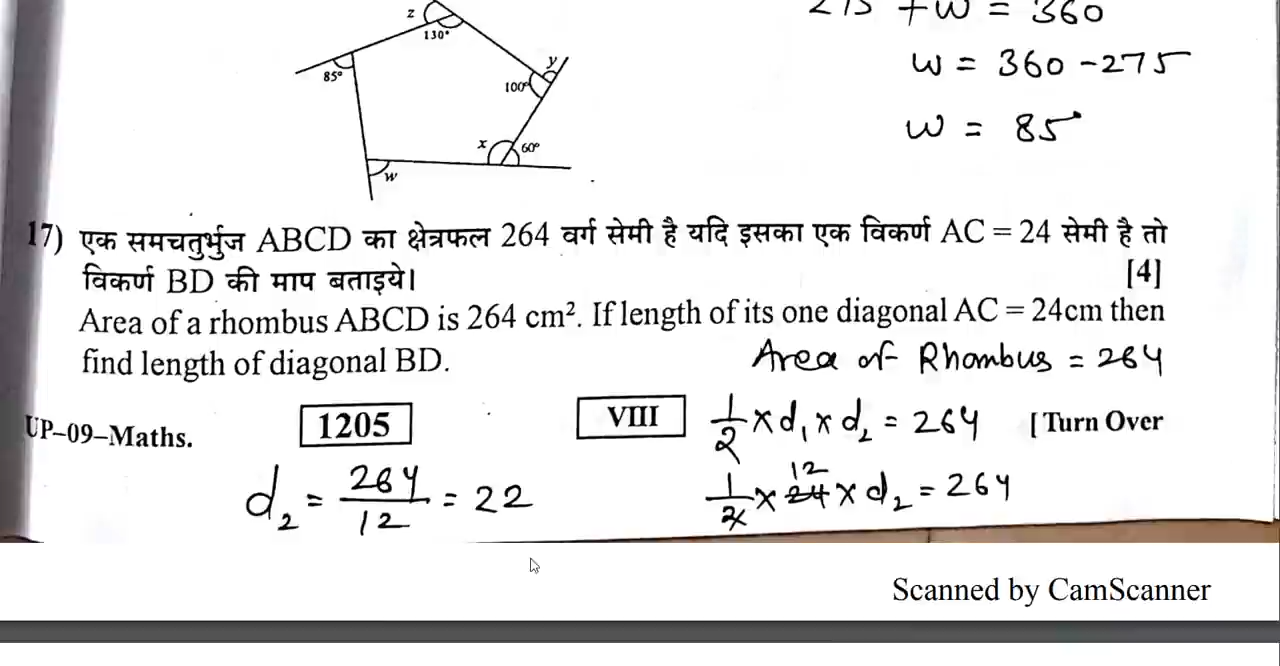 z
130°
85°
y
100°
x
60°
w
275 + w = 360
w = 360 - 275
w = 85°
17) एक समचतुर्भुज ABCD का क्षेत्रफल 264 वर्ग सेमी है यदि इसका एक विकर्ण AC = 24 सेमी है तो
विकर्ण BD की माप बताइये। [4]
Area of a rhombus ABCD is 264 cm². If length of its one diagonal AC = 24cm then
find length of diagonal BD.
Area of Rhombus = 264
UP–09–Maths. 1205 VIII [Turn Over
1/2 × d₁ × d₂ = 264
1/2 × 24 × d₂ = 264
12
d₂ = 264/12 = 22
Scanned by CamScanner